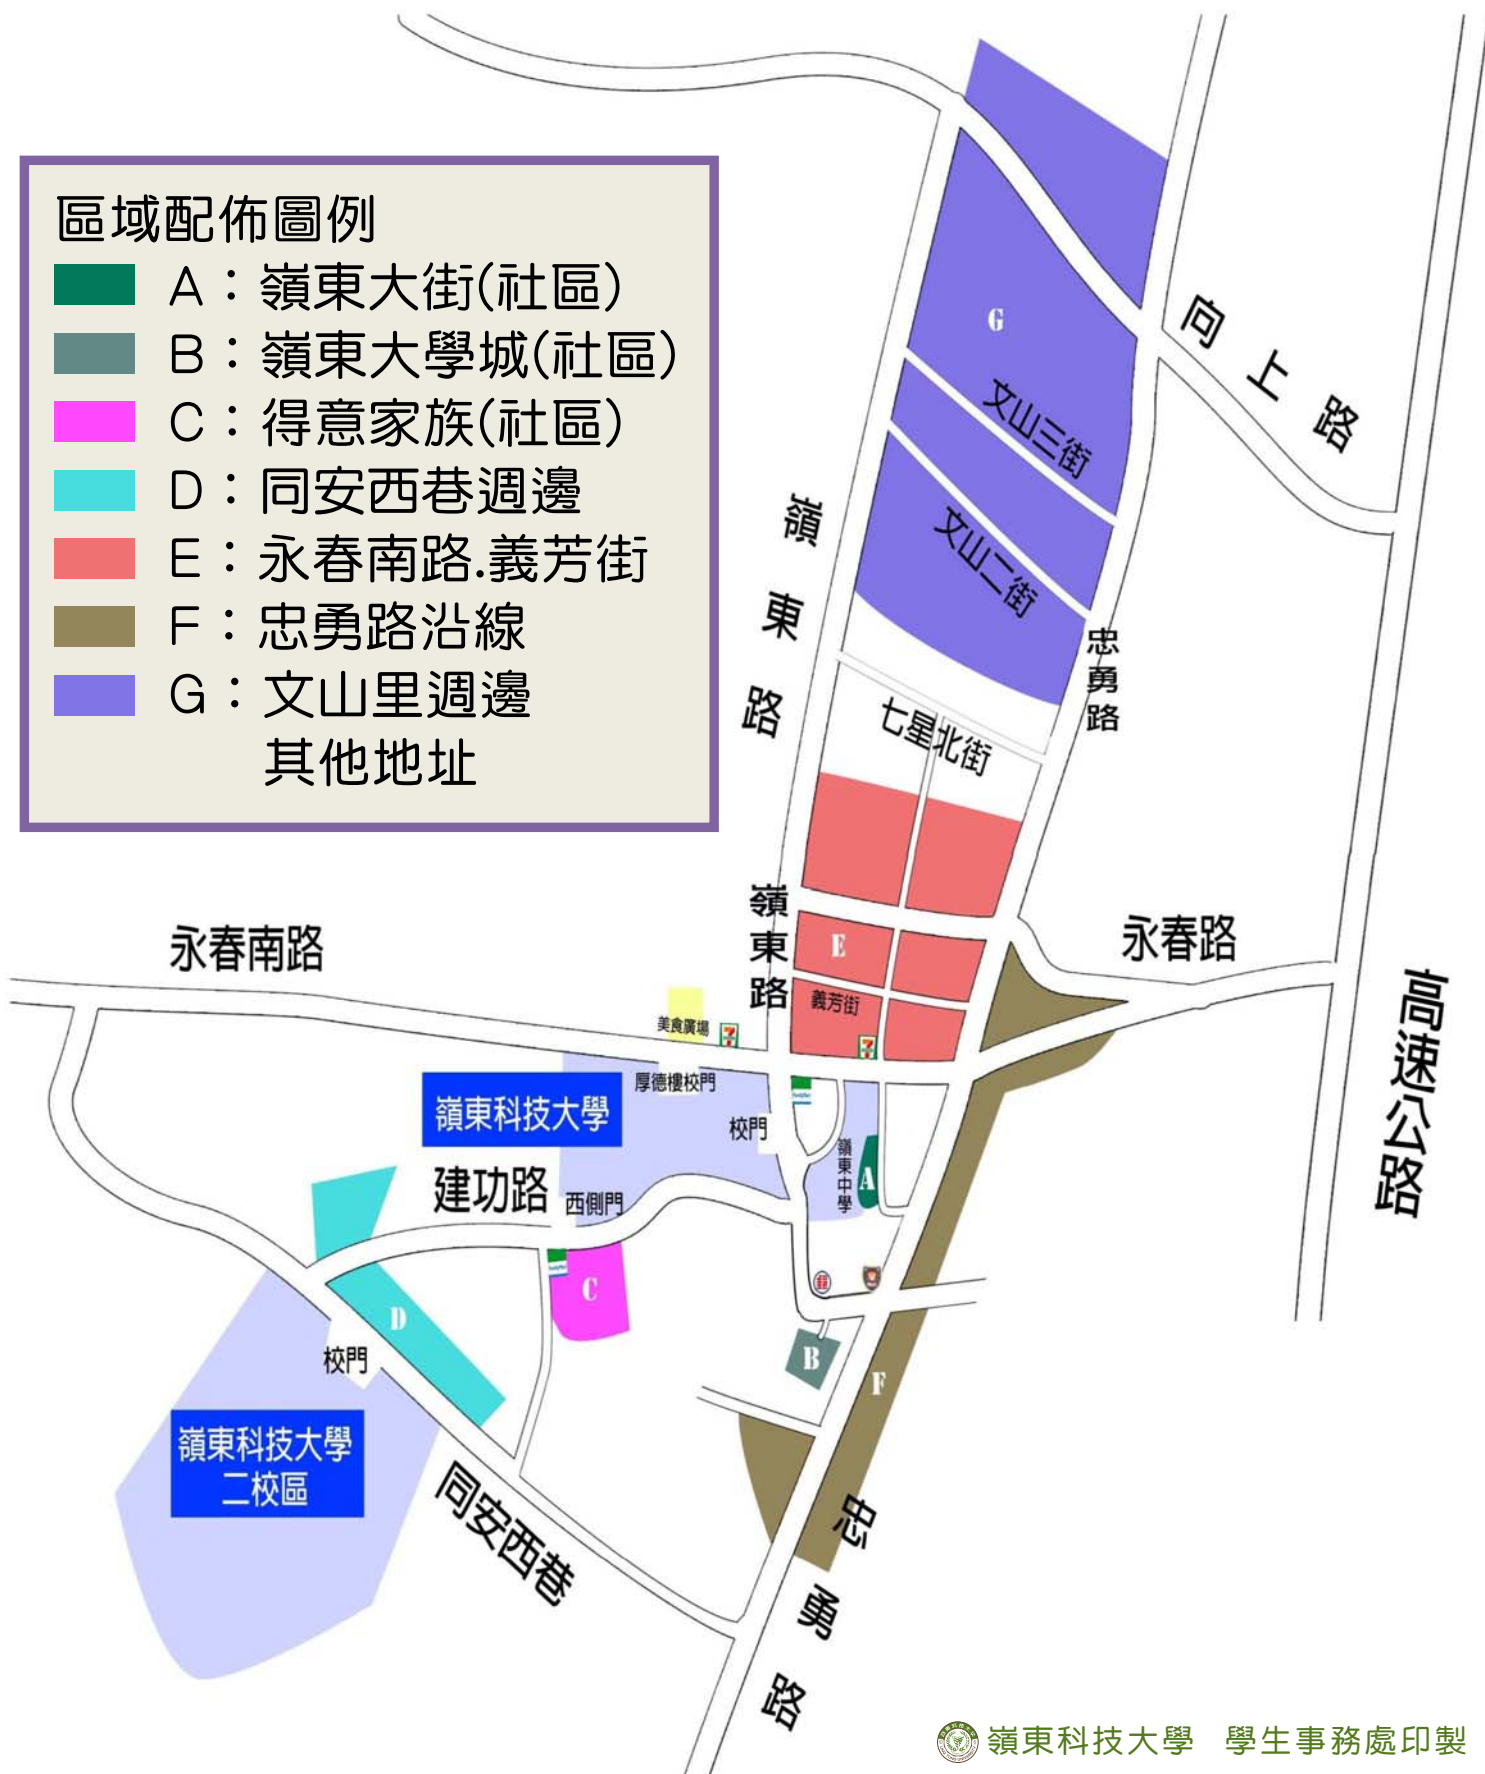 區域配佈圖例
A：嶺東大街(社區)
B：嶺東大學城(社區)
C：得意家族(社區)
D：同安西巷週邊
E：永春南路.義芳街
F：忠勇路沿線
G：文山里週邊
其他地址
G
向上路
文山三街
文山二街
嶺東路
忠勇路
七星北街
嶺東路
永春南路
E
永春路
義芳街
高速公路
美食廣場
7
7
厚德樓校門
嶺東科技大學
FamilyMart
校門
嶺東中學
A
建功路
西側門
FamilyMart
C
D
校門
B
F
嶺東科技大學
二校區
同安西巷
忠勇路
嶺東科技大學 學生事務處印製